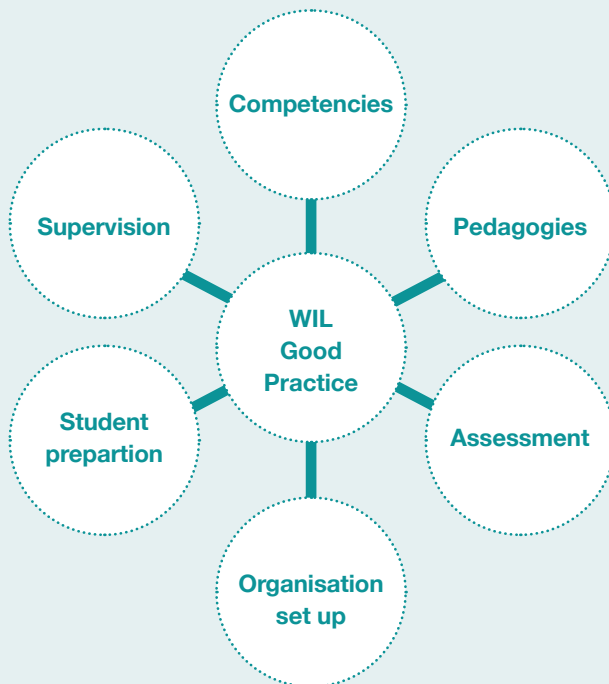 Competencies
Supervision
Pedagogies
WIL
Good
Practice
Student
prepartion
Assessment
Organisation
set up